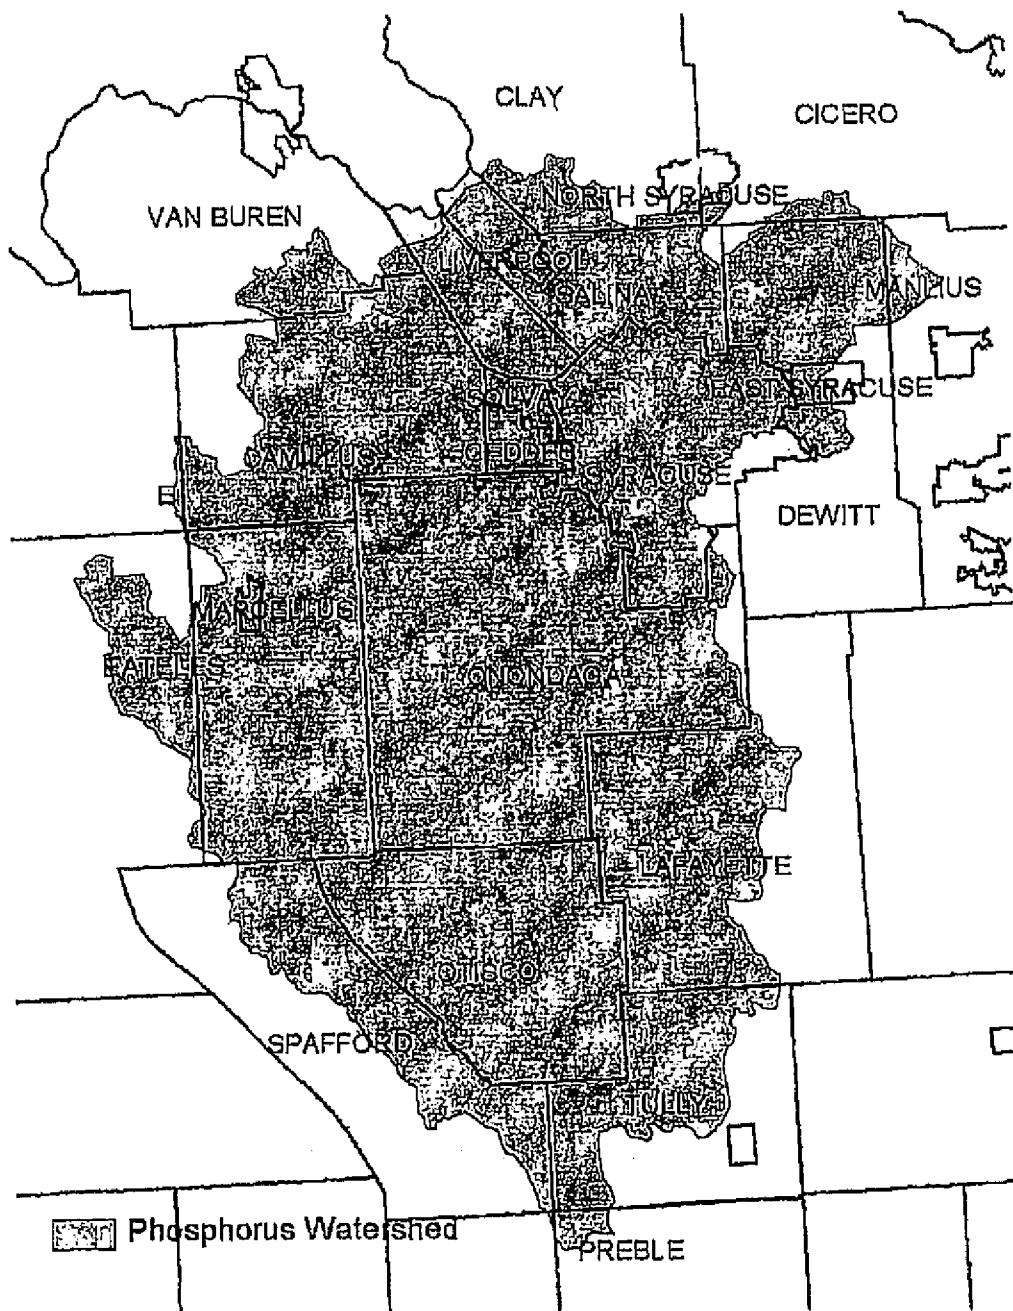 CLAY
CICERO
NORTH SYRACUSE
VAN BUREN
LIVERPOOL
SALINA
MANLIUS
SOLVAY
EAST SYRACUSE
CAMILLUS
GEDDES
SYRACUSE
E
DEWITT
MARCELLUS
EATELES
ONONDAGA
LAFAYETTE
OTISCO
SPAFFORD
TULLY
Phosphorus Watershed
PREBLE